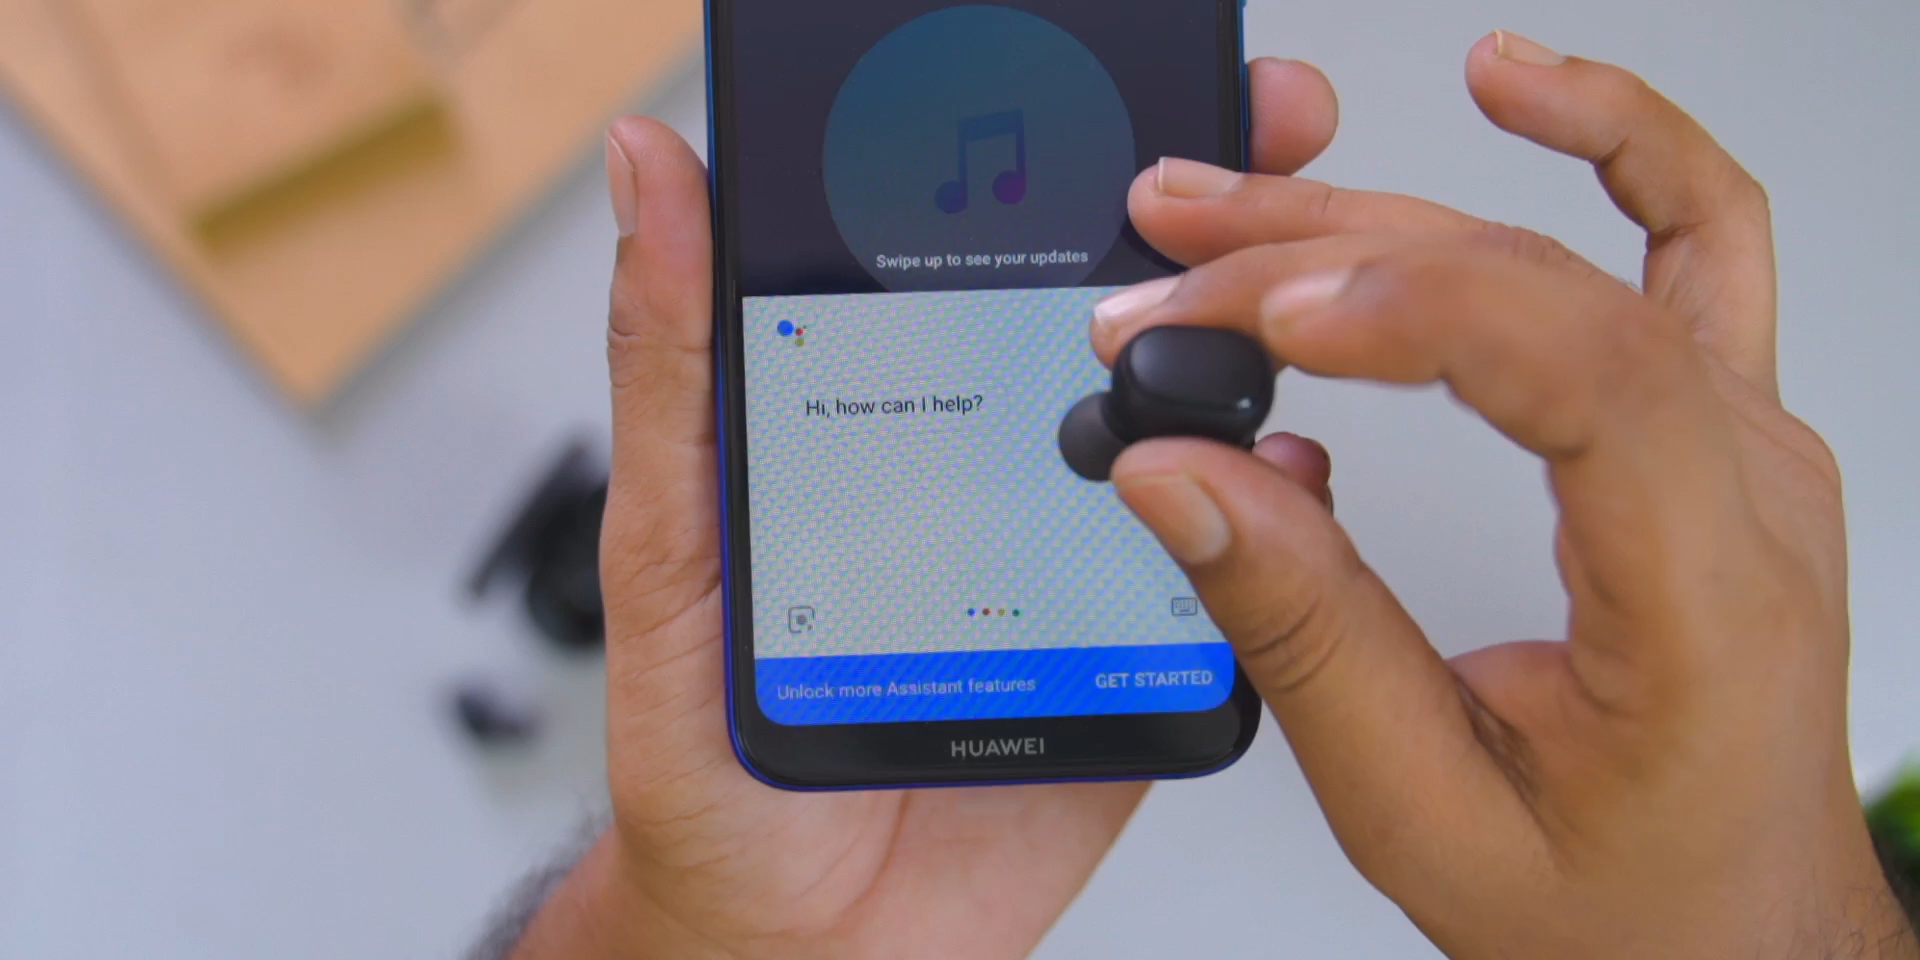 Swipe up to see your updates
Hi, how can I help?
Unlock more Assistant features
GET STARTED
HUAWEI